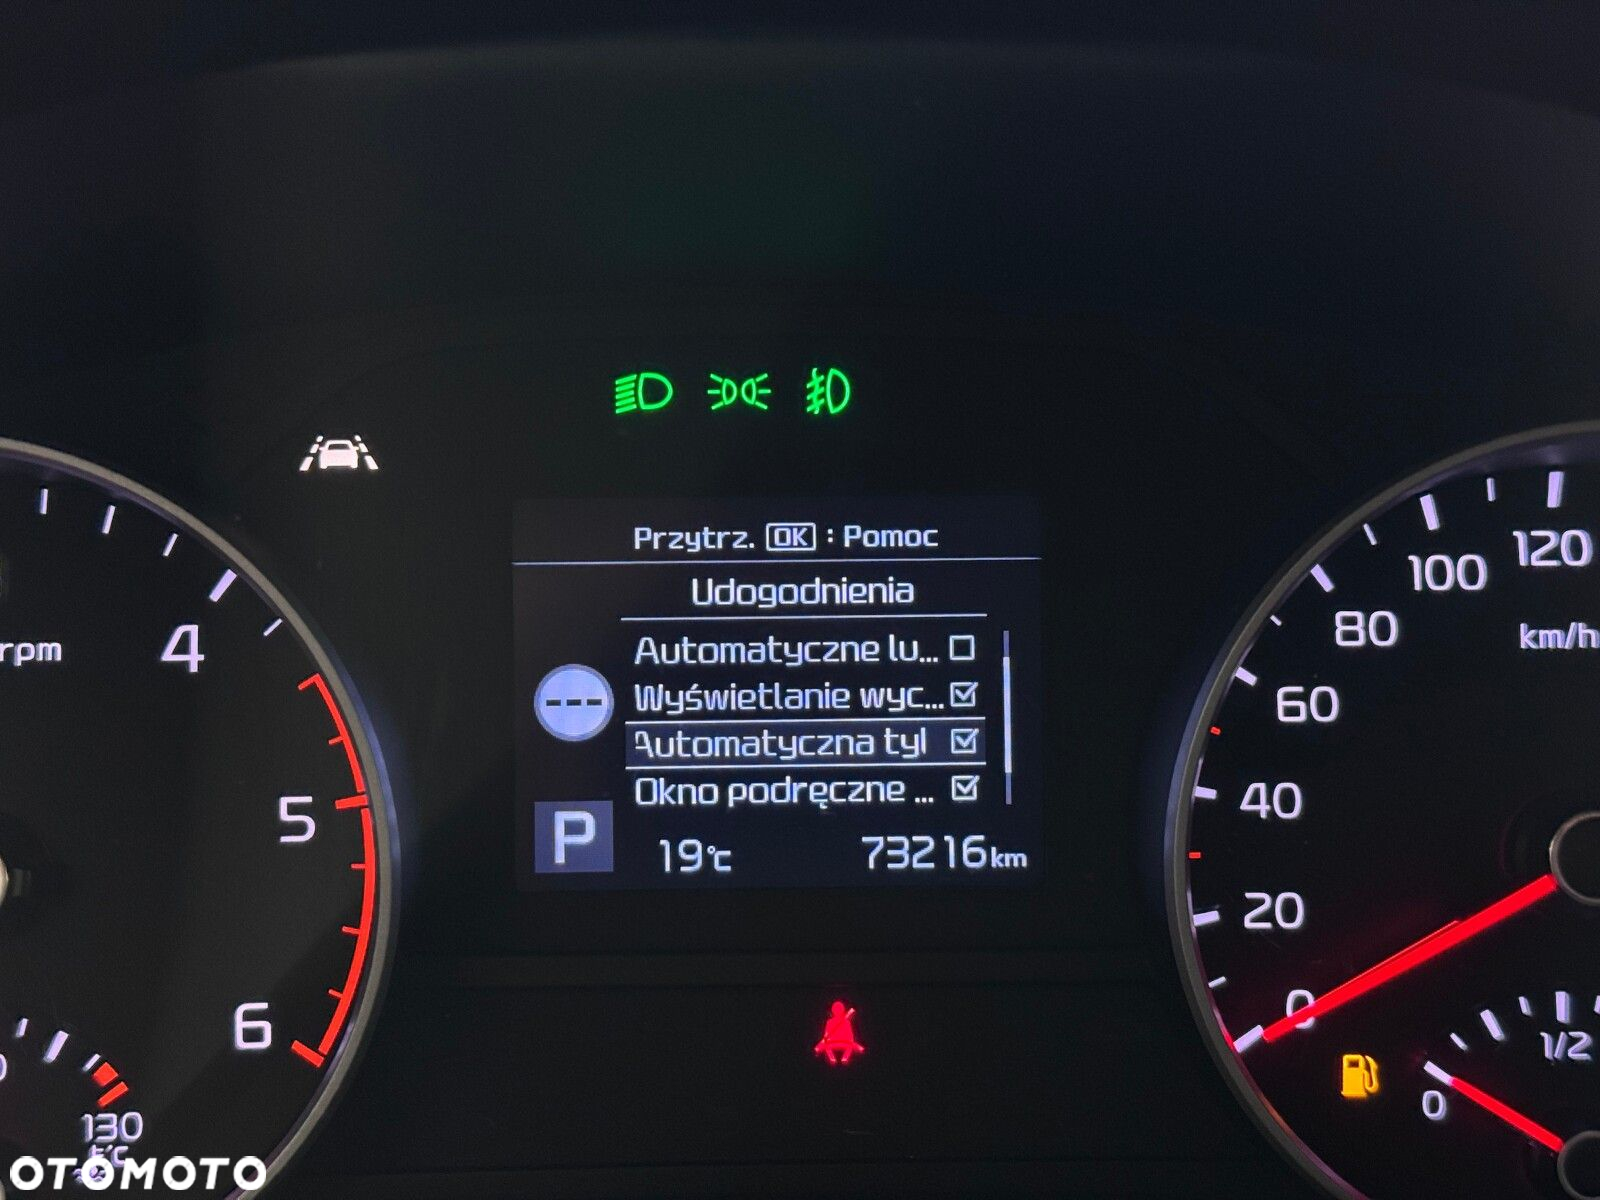 Przytrz. OK : Pomoc
Udogodnienia
Automatyczne lu...
Wyświetlanie wyc...
Automatyczna tyl
Okno podręczne ...
---
P
19°C
73216km
rpm
4
5
6
130
°C
120
100
80
km/h
60
40
20
0
1/2
0
OTOMOTO